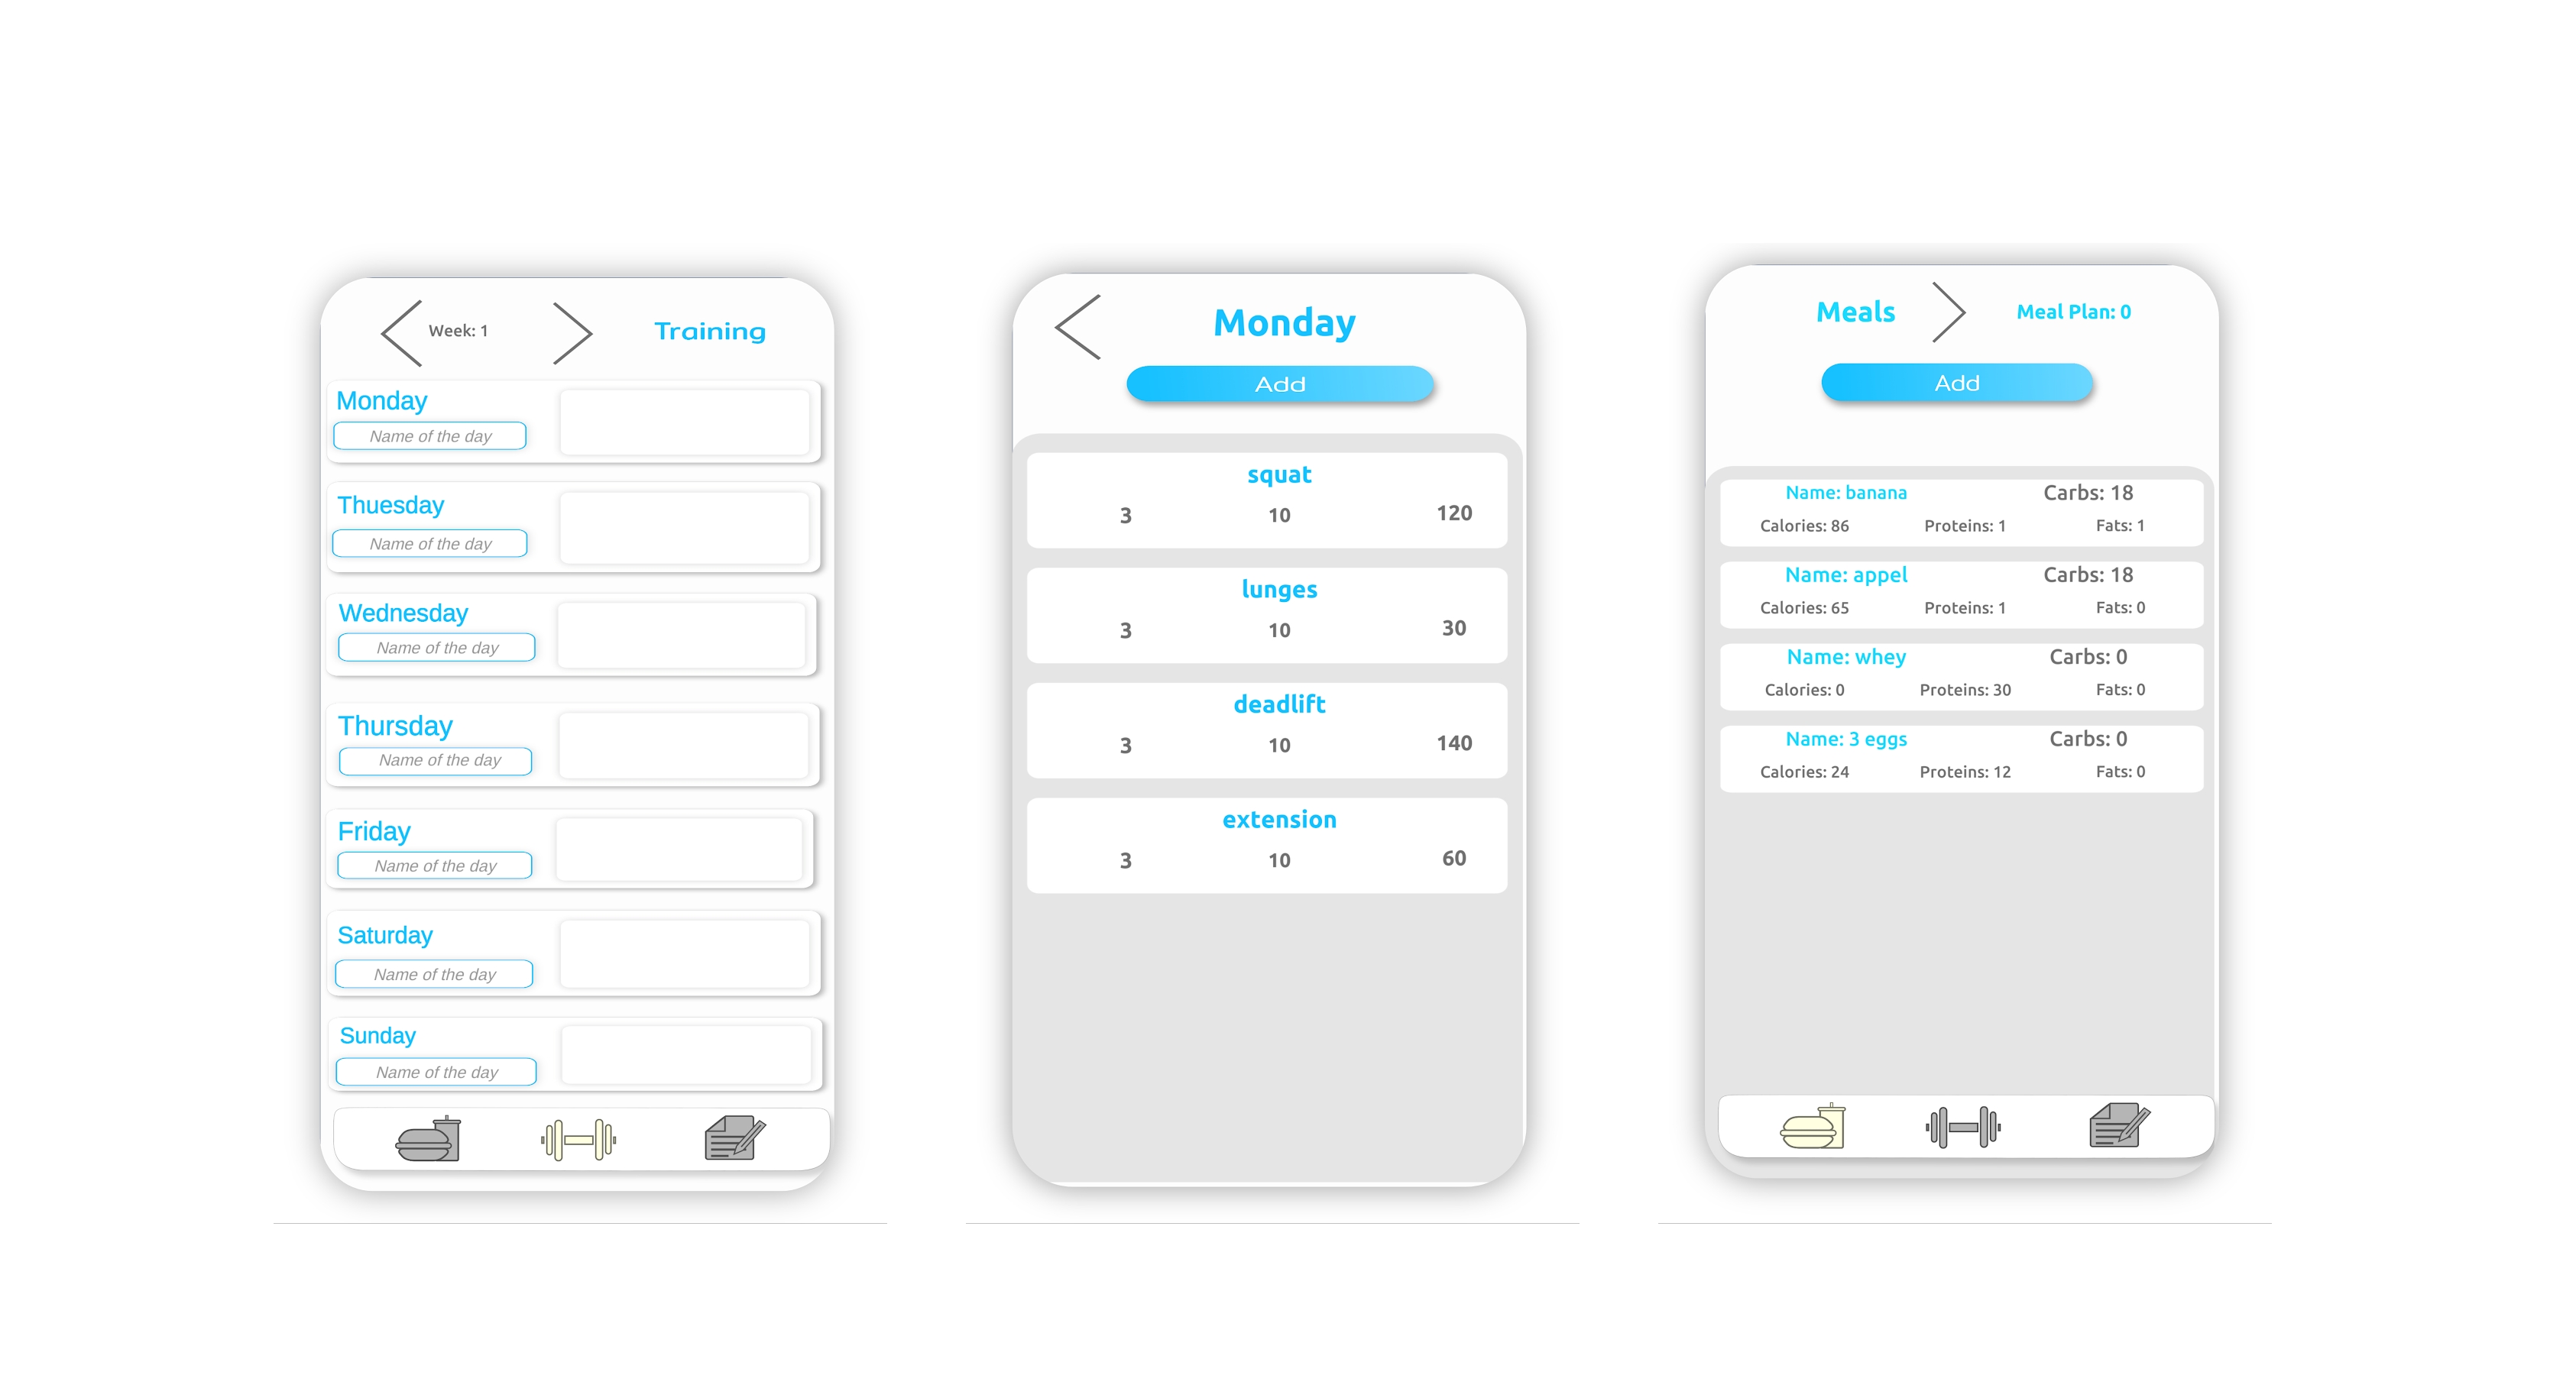 Week: 1
Training
Monday
Name of the day
Thuesday
Name of the day
Wednesday
Name of the day
Thursday
Name of the day
Friday
Name of the day
Saturday
Name of the day
Sunday
Name of the day
Monday
Add
squat
3 10 120
lunges
3 10 30
deadlift
3 10 140
extension
3 10 60
Meals
Meal Plan: 0
Add
Name: banana Carbs: 18
Calories: 86 Proteins: 1 Fats: 1
Name: appel Carbs: 18
Calories: 65 Proteins: 1 Fats: 0
Name: whey Carbs: 0
Calories: 0 Proteins: 30 Fats: 0
Name: 3 eggs Carbs: 0
Calories: 24 Proteins: 12 Fats: 0